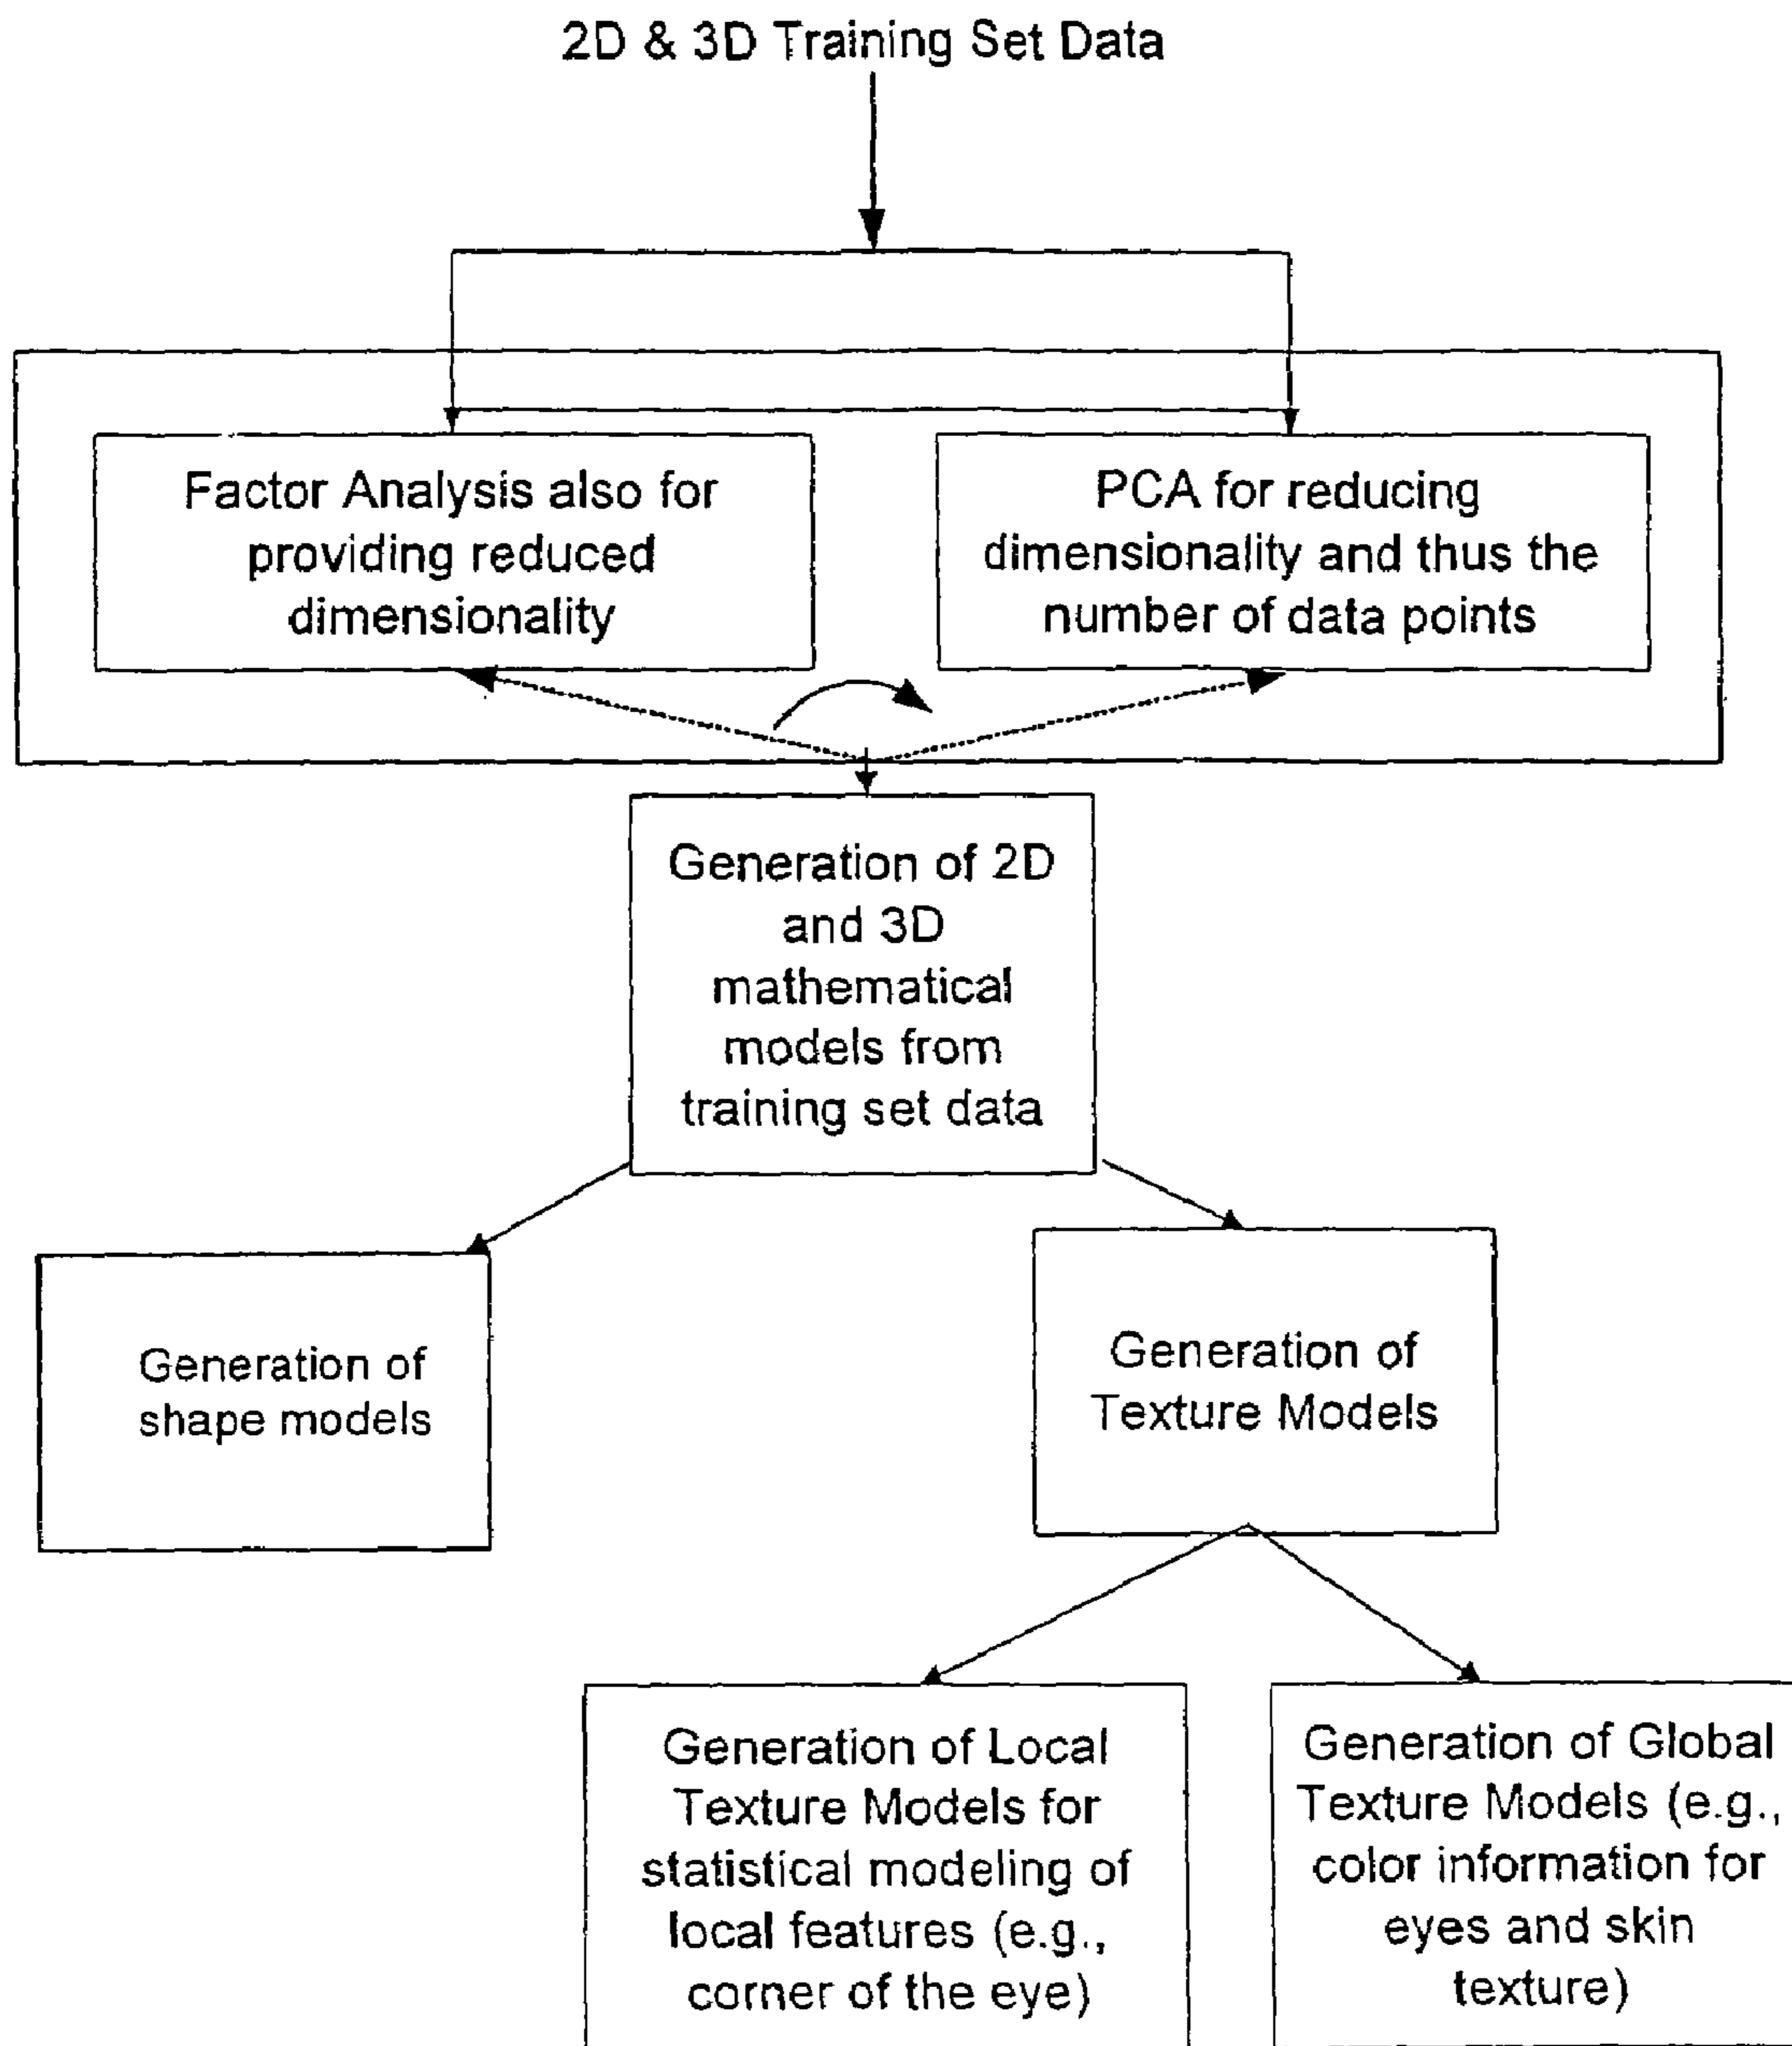 2D & 3D Training Set Data
Factor Analysis also for
providing reduced
dimensionality
PCA for reducing
dimensionality and thus the
number of data points
Generation of 2D
and 3D
mathematical
models from
training set data
Generation of
shape models
Generation of
Texture Models
Generation of Local
Texture Models for
statistical modeling of
local features (e.g.,
corner of the eye)
Generation of Global
Texture Models (e.g.,
color information for
eyes and skin
texture)